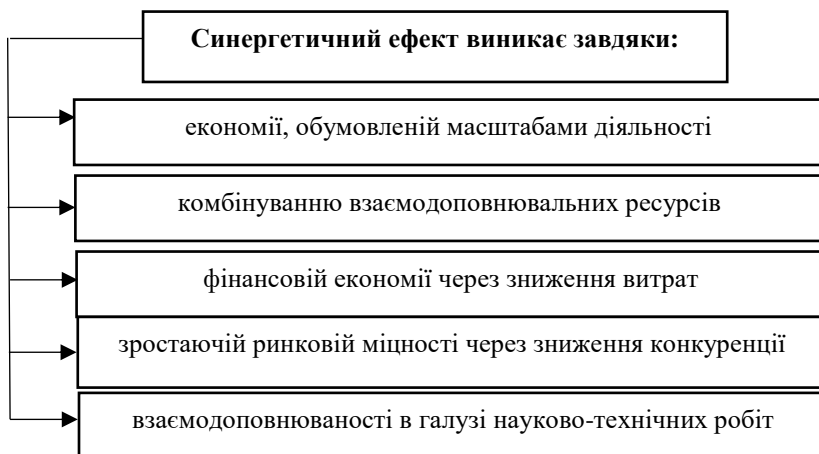 Синергетичний ефект виникає завдяки:
економії, обумовленій масштабами діяльності
комбінуванню взаємодоповнювальних ресурсів
фінансовій економії через зниження витрат
зростаючій ринковій міцності через зниження конкуренції
взаємодоповнюваності в галузі науково-технічних робіт